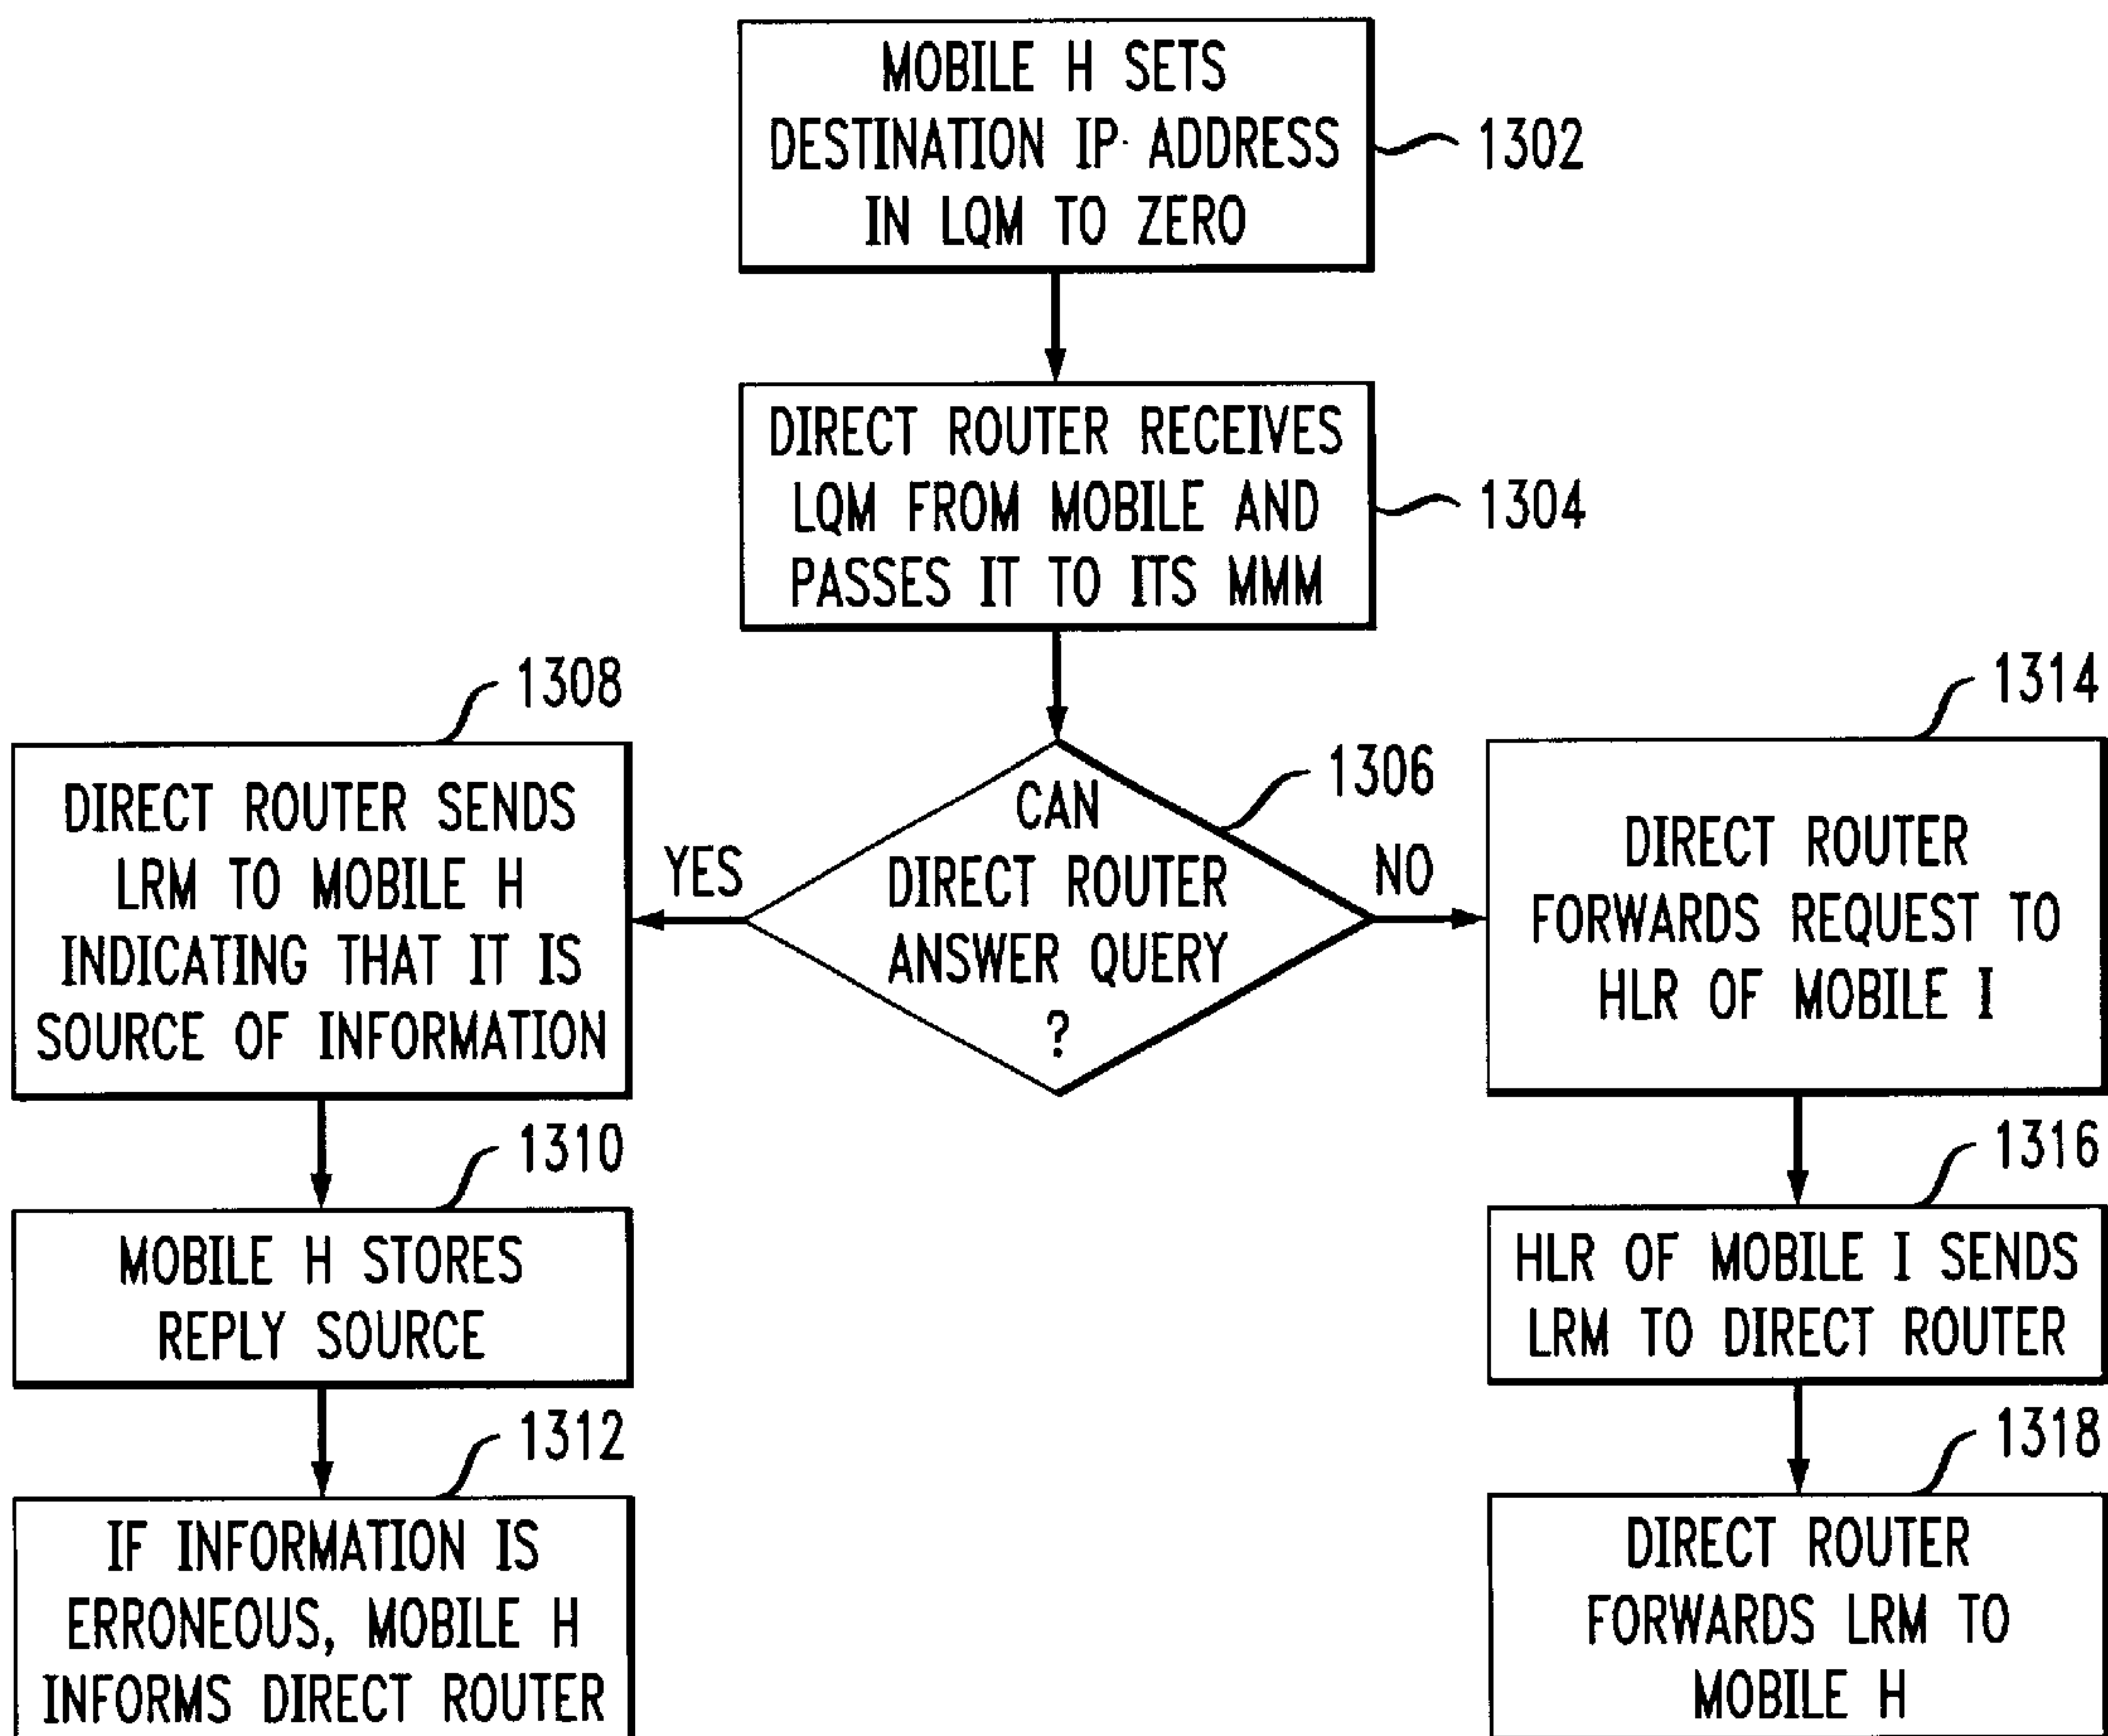 MOBILE H SETS
DESTINATION IP ADDRESS
IN LQM TO ZERO
1302
DIRECT ROUTER RECEIVES
LQM FROM MOBILE AND
PASSES IT TO ITS MMM
1304
CAN
DIRECT ROUTER
ANSWER QUERY
?
1306
YES
NO
1308
DIRECT ROUTER SENDS
LRM TO MOBILE H
INDICATING THAT IT IS
SOURCE OF INFORMATION
1310
MOBILE H STORES
REPLY SOURCE
1312
IF INFORMATION IS
ERRONEOUS, MOBILE H
INFORMS DIRECT ROUTER
1314
DIRECT ROUTER
FORWARDS REQUEST TO
HLR OF MOBILE I
1316
HLR OF MOBILE I SENDS
LRM TO DIRECT ROUTER
1318
DIRECT ROUTER
FORWARDS LRM TO
MOBILE H